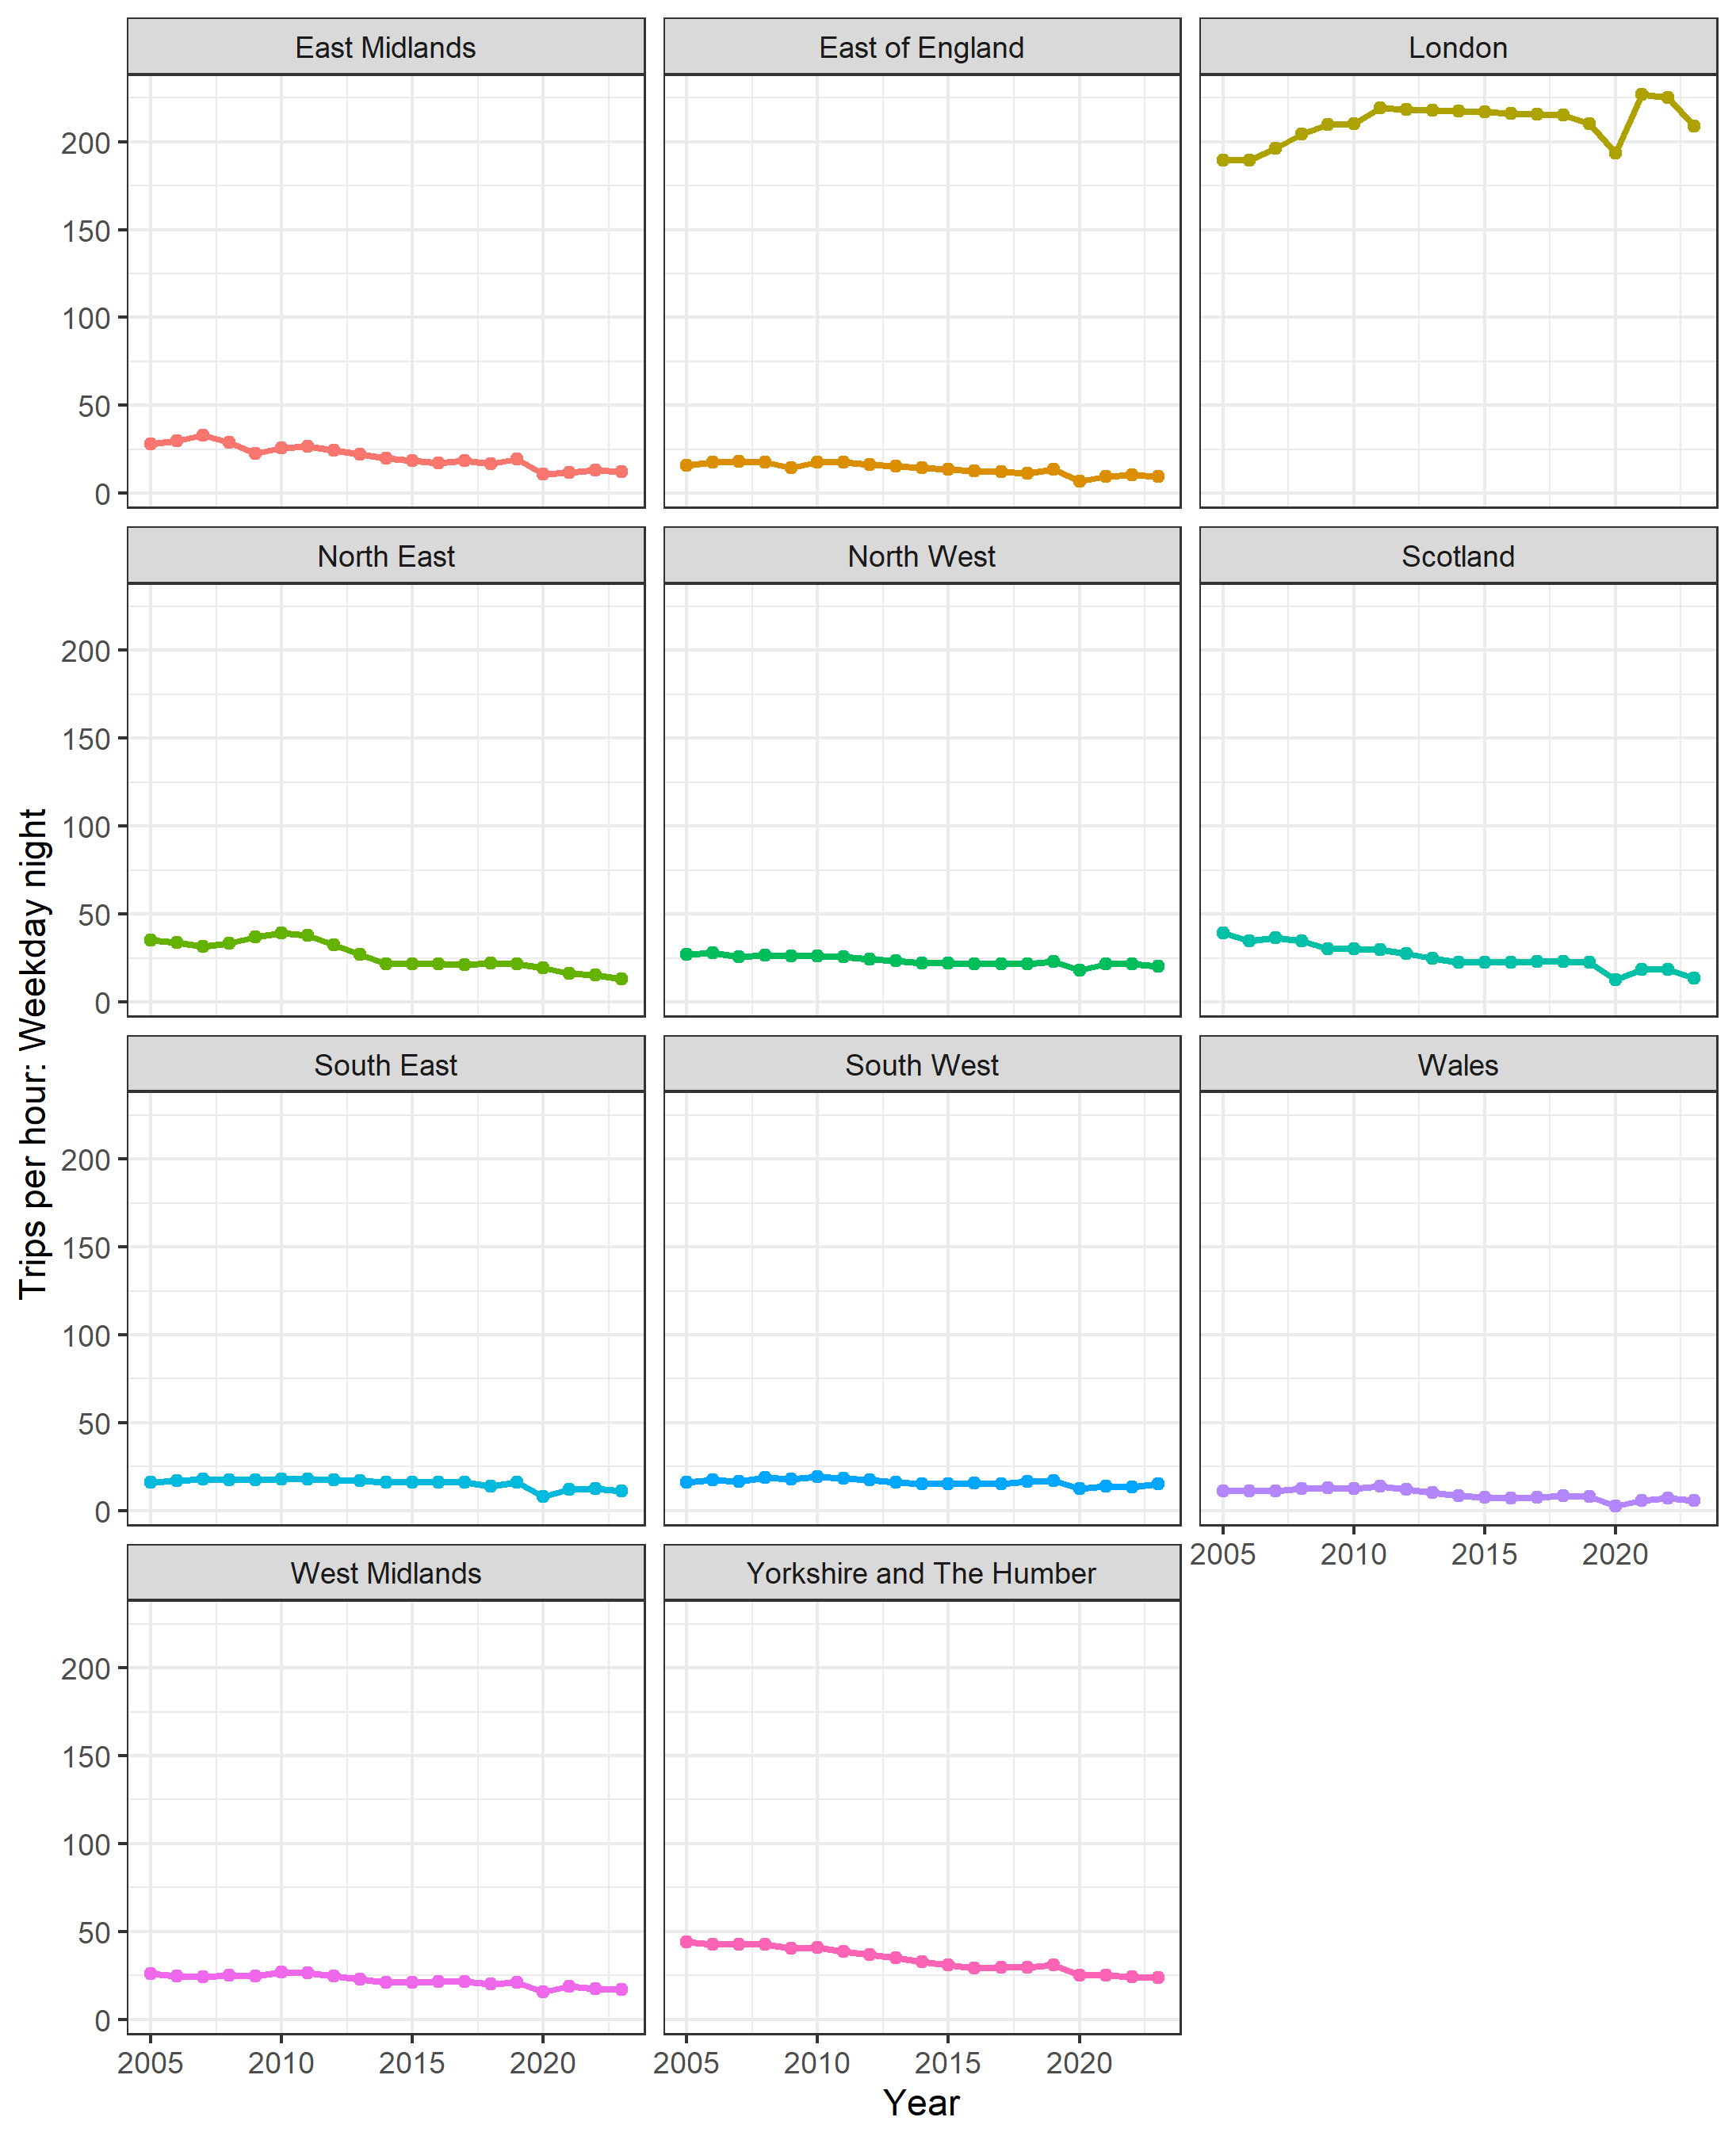 East Midlands
East of England
London
200
150
100
50
0
North East
North West
Scotland
200
150
100
50
0
South East
South West
Wales
200
150
100
50
0
2005 2010 2015 2020
West Midlands
Yorkshire and The Humber
200
150
100
50
0
2005 2010 2015 2020
2005 2010 2015 2020
Year
Trips per hour: Weekday night